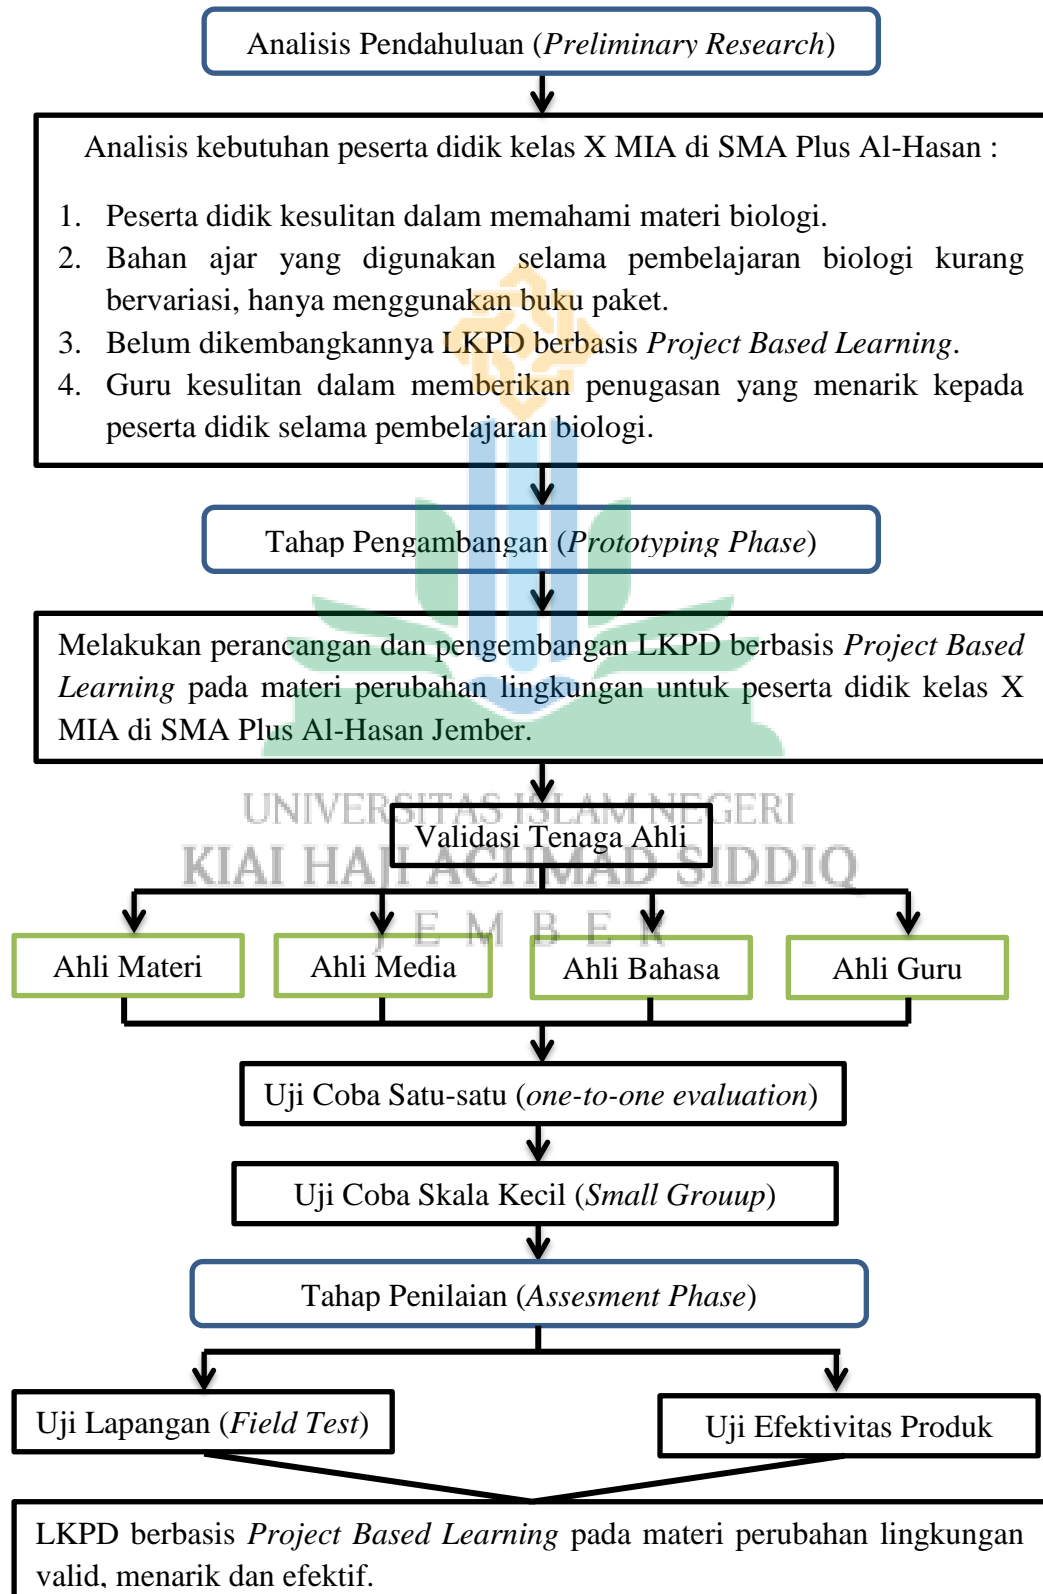 Analisis Pendahuluan (Preliminary Research)
Analisis kebutuhan peserta didik kelas X MIA di SMA Plus Al-Hasan :
1. Peserta didik kesulitan dalam memahami materi biologi.
2. Bahan ajar yang digunakan selama pembelajaran biologi kurang
bervariasi, hanya menggunakan buku paket.
3. Belum dikembangkannya LKPD berbasis Project Based Learning.
4. Guru kesulitan dalam memberikan penugasan yang menarik kepada
peserta didik selama pembelajaran biologi.
Tahap Pengambangan (Prototyping Phase)
Melakukan perancangan dan pengembangan LKPD berbasis Project Based
Learning pada materi perubahan lingkungan untuk peserta didik kelas X
MIA di SMA Plus Al-Hasan Jember.
UNIVERSITAS ISLAM NEGERI
Validasi Tenaga Ahli
KIAI HAJI ACHMAD SIDDIQ
JEMBER
Ahli Materi
Ahli Media
Ahli Bahasa
Ahli Guru
Uji Coba Satu-satu (one-to-one evaluation)
Uji Coba Skala Kecil (Small Grouup)
Tahap Penilaian (Assesment Phase)
Uji Lapangan (Field Test)
Uji Efektivitas Produk
LKPD berbasis Project Based Learning pada materi perubahan lingkungan
valid, menarik dan efektif.